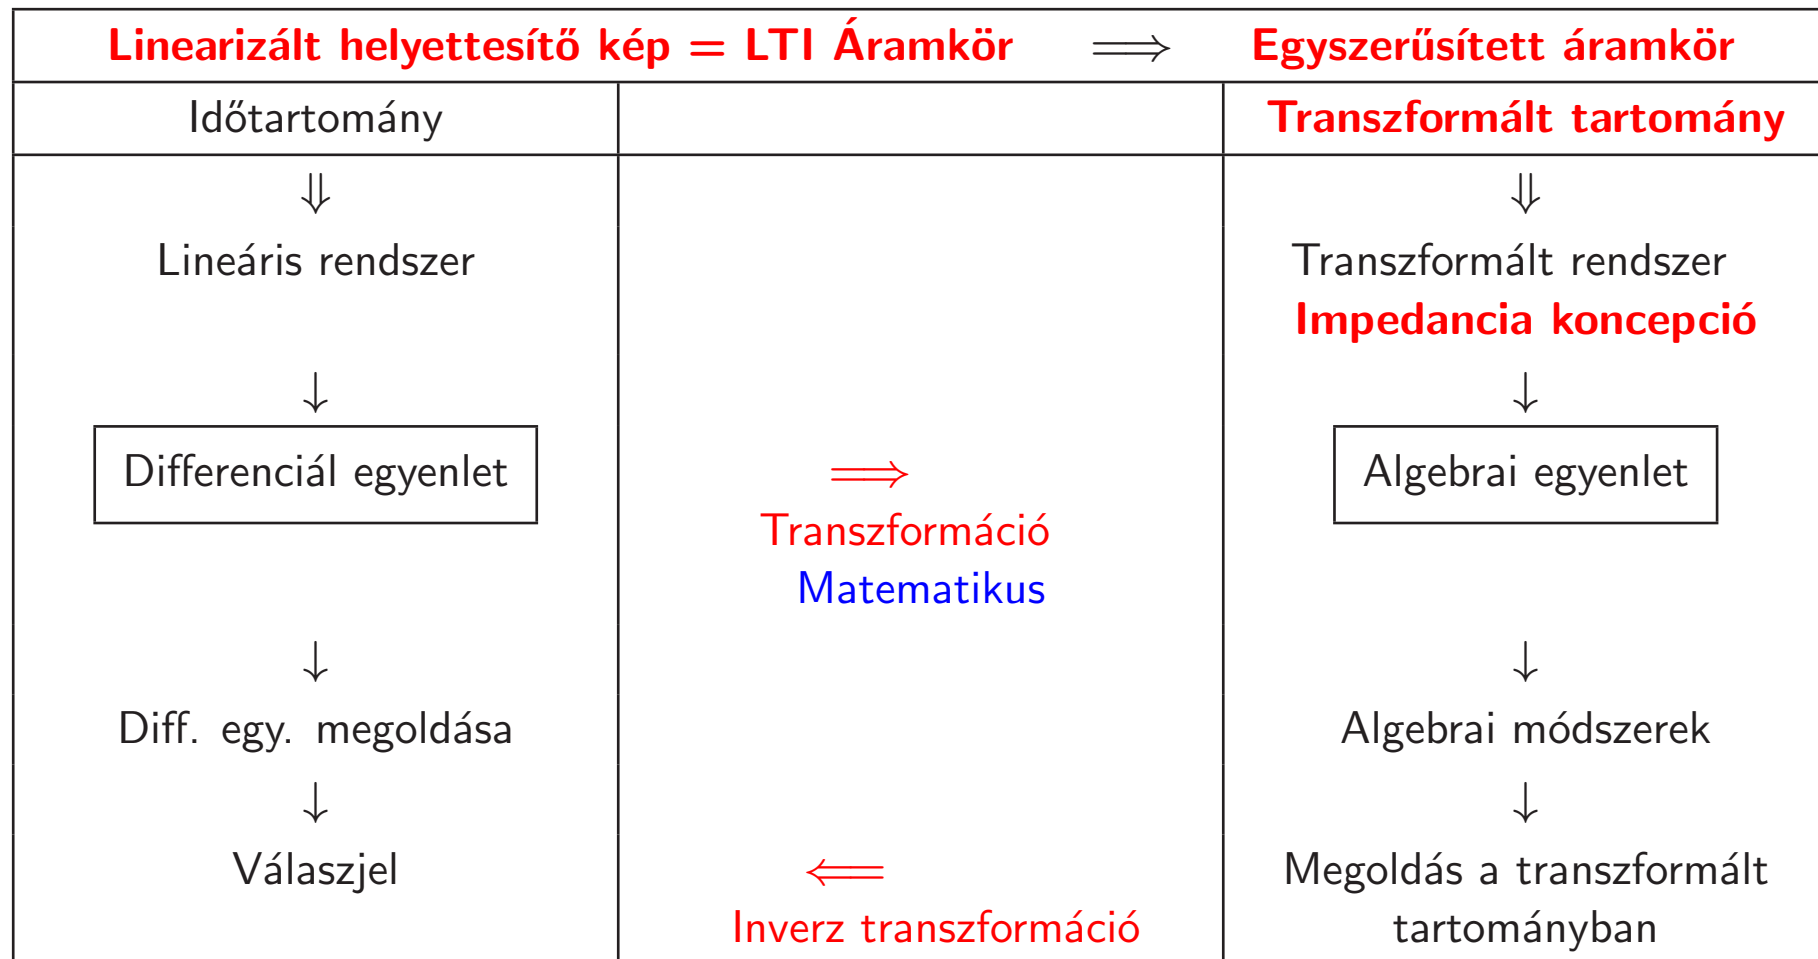 Linearizált helyettesítő kép = LTI Áramkör ⟹ Egyszerűsített áramkör
Időtartomány Transzformált tartomány
⇓ ⇓
Lineáris rendszer Transzformált rendszer
Impedancia koncepció
↓ ↓
Differenciál egyenlet ⟹ Algebrai egyenlet
Transzformáció
Matematikus
↓ ↓
Diff. egy. megoldása Algebrai módszerek
↓ ↓
Válaszjel ⟸ Megoldás a transzformált
Inverz transzformáció tartományban